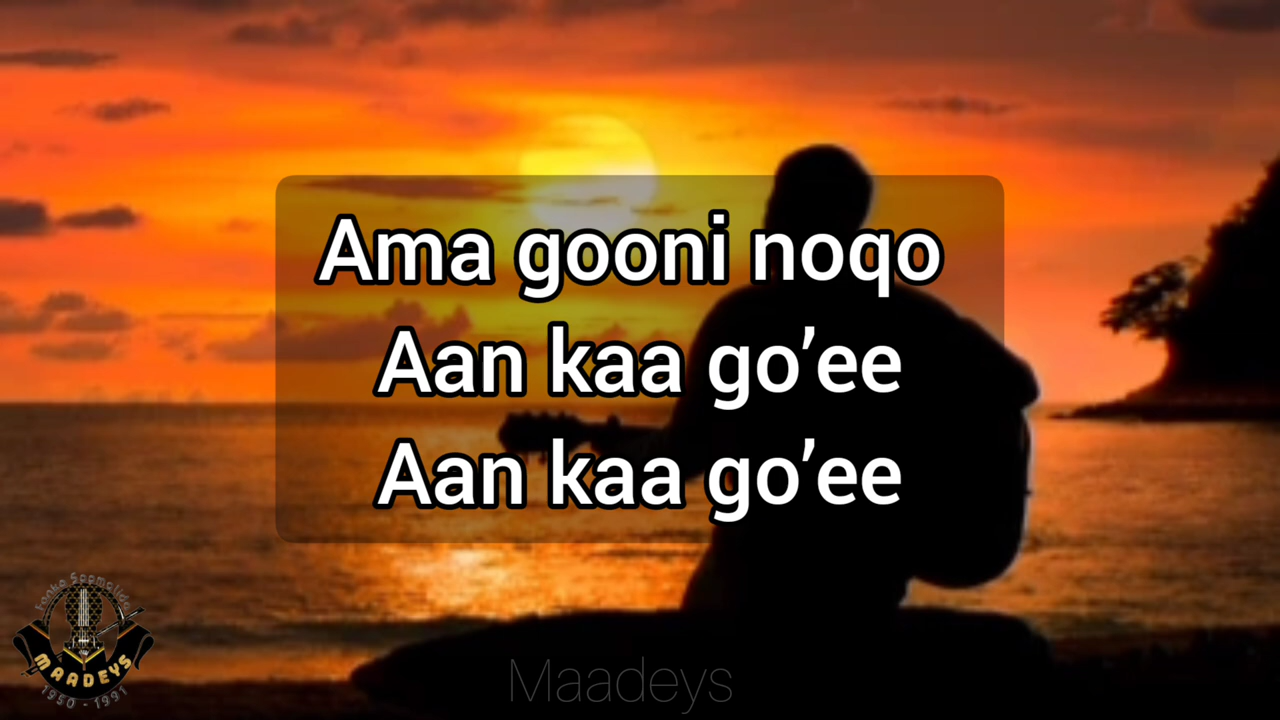 Ama gooni noqo
Aan kaa go’ee
Aan kaa go’ee
MAADEYS
1950 - 1991
Maadeys